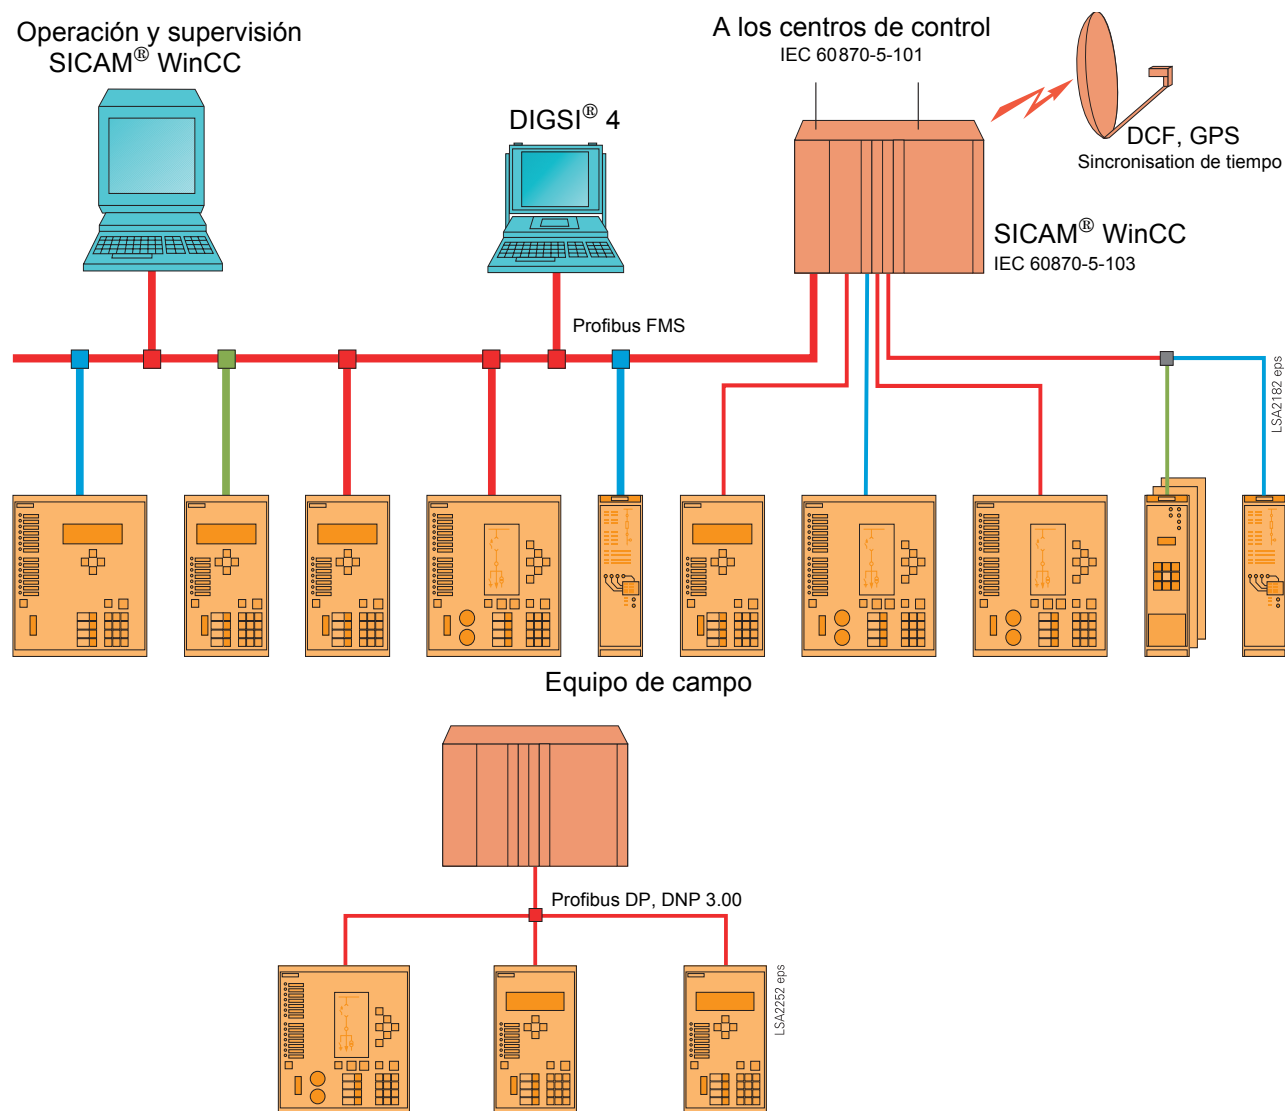 Operación y supervisión
SICAM® WinCC
DIGSI® 4
A los centros de control
IEC 60870-5-101
DCF, GPS
Sincronisation de tiempo
SICAM® WinCC
IEC 60870-5-103
Profibus FMS
LSA2182 eps
Equipo de campo
Profibus DP, DNP 3.00
LSA2252 eps